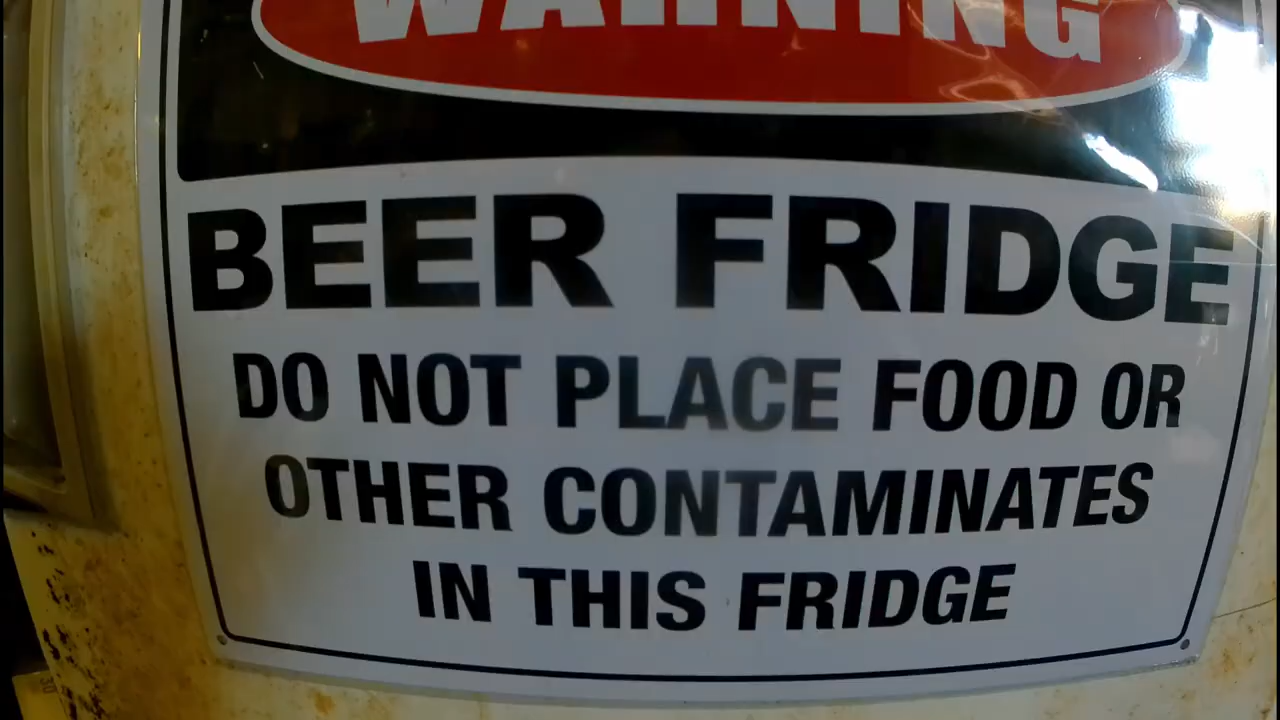 WARNING
BEER FRIDGE
DO NOT PLACE FOOD OR
OTHER CONTAMINATES
IN THIS FRIDGE